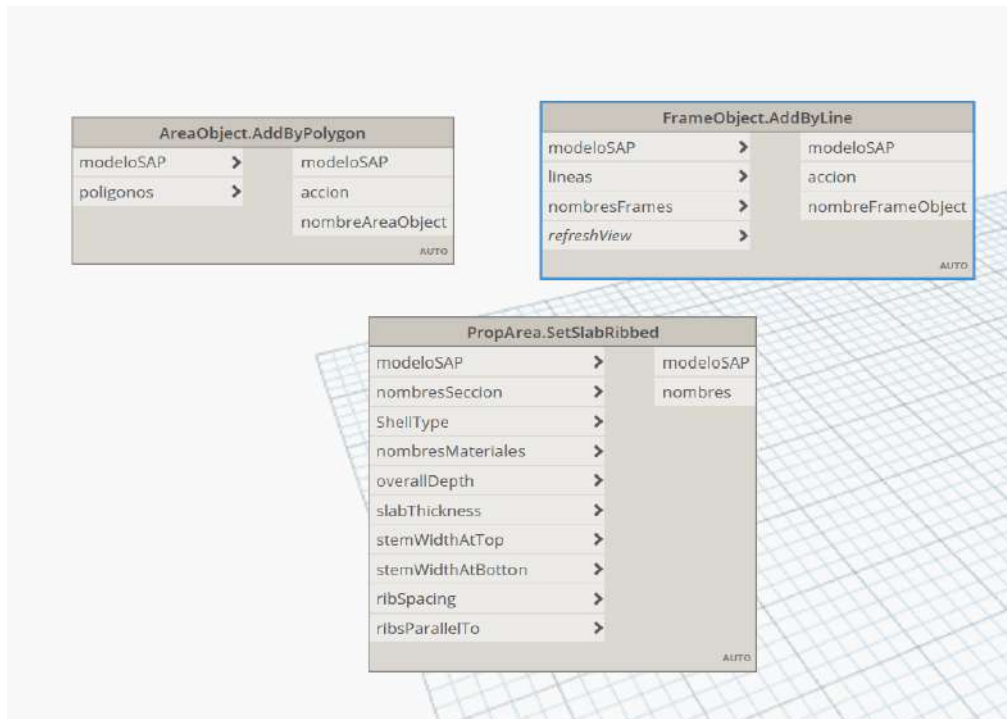 AreaObject.AddByPolygon
modeloSAP > modeloSAP
poligonos > accion
nombreAreaObject
AUTO
FrameObject.AddByLine
modeloSAP > modeloSAP
lineas > accion
nombresFrames > nombreFrameObject
refreshView >
AUTO
PropArea.SetSlabRibbed
modeloSAP > modeloSAP
nombresSeccion > nombres
ShellType >
nombresMateriales >
overallDepth >
slabThickness >
stemWidthAtTop >
stemWidthAtBotton >
ribSpacing >
ribsParallelTo >
AUTO